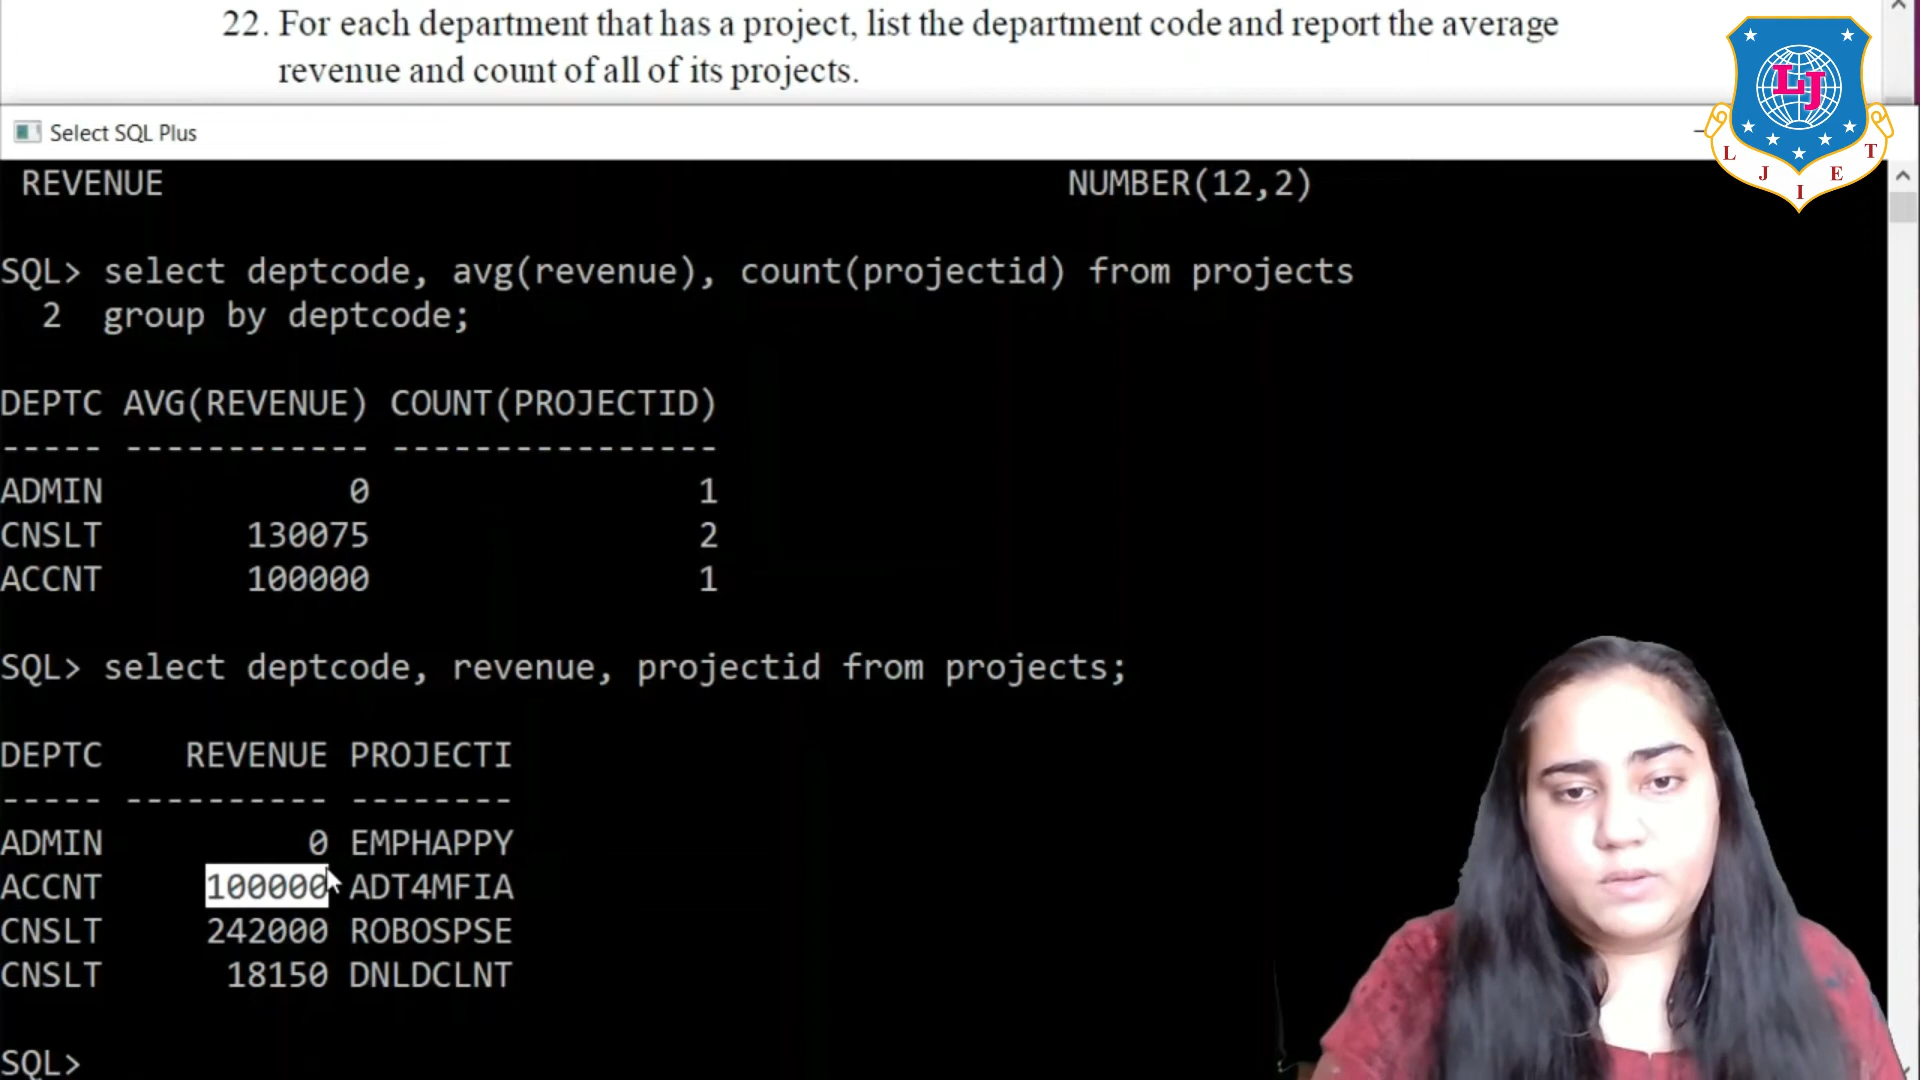 22. For each department that has a project, list the department code and report the average
revenue and count of all of its projects.
Select SQL Plus
REVENUE NUMBER(12,2)
SQL> select deptcode, avg(revenue), count(projectid) from projects
2 group by deptcode;
DEPTC AVG(REVENUE) COUNT(PROJECTID)
----- ------------ ----------------
ADMIN 0 1
CNSLT 130075 2
ACCNT 100000 1
SQL> select deptcode, revenue, projectid from projects;
DEPTC REVENUE PROJECTI
----- ---------- --------
ADMIN 0 EMPHAPPY
ACCNT 100000 ADT4MFIA
CNSLT 242000 ROBOSPSE
CNSLT 18150 DNLDCLNT
SQL>
LJ
L J I E T